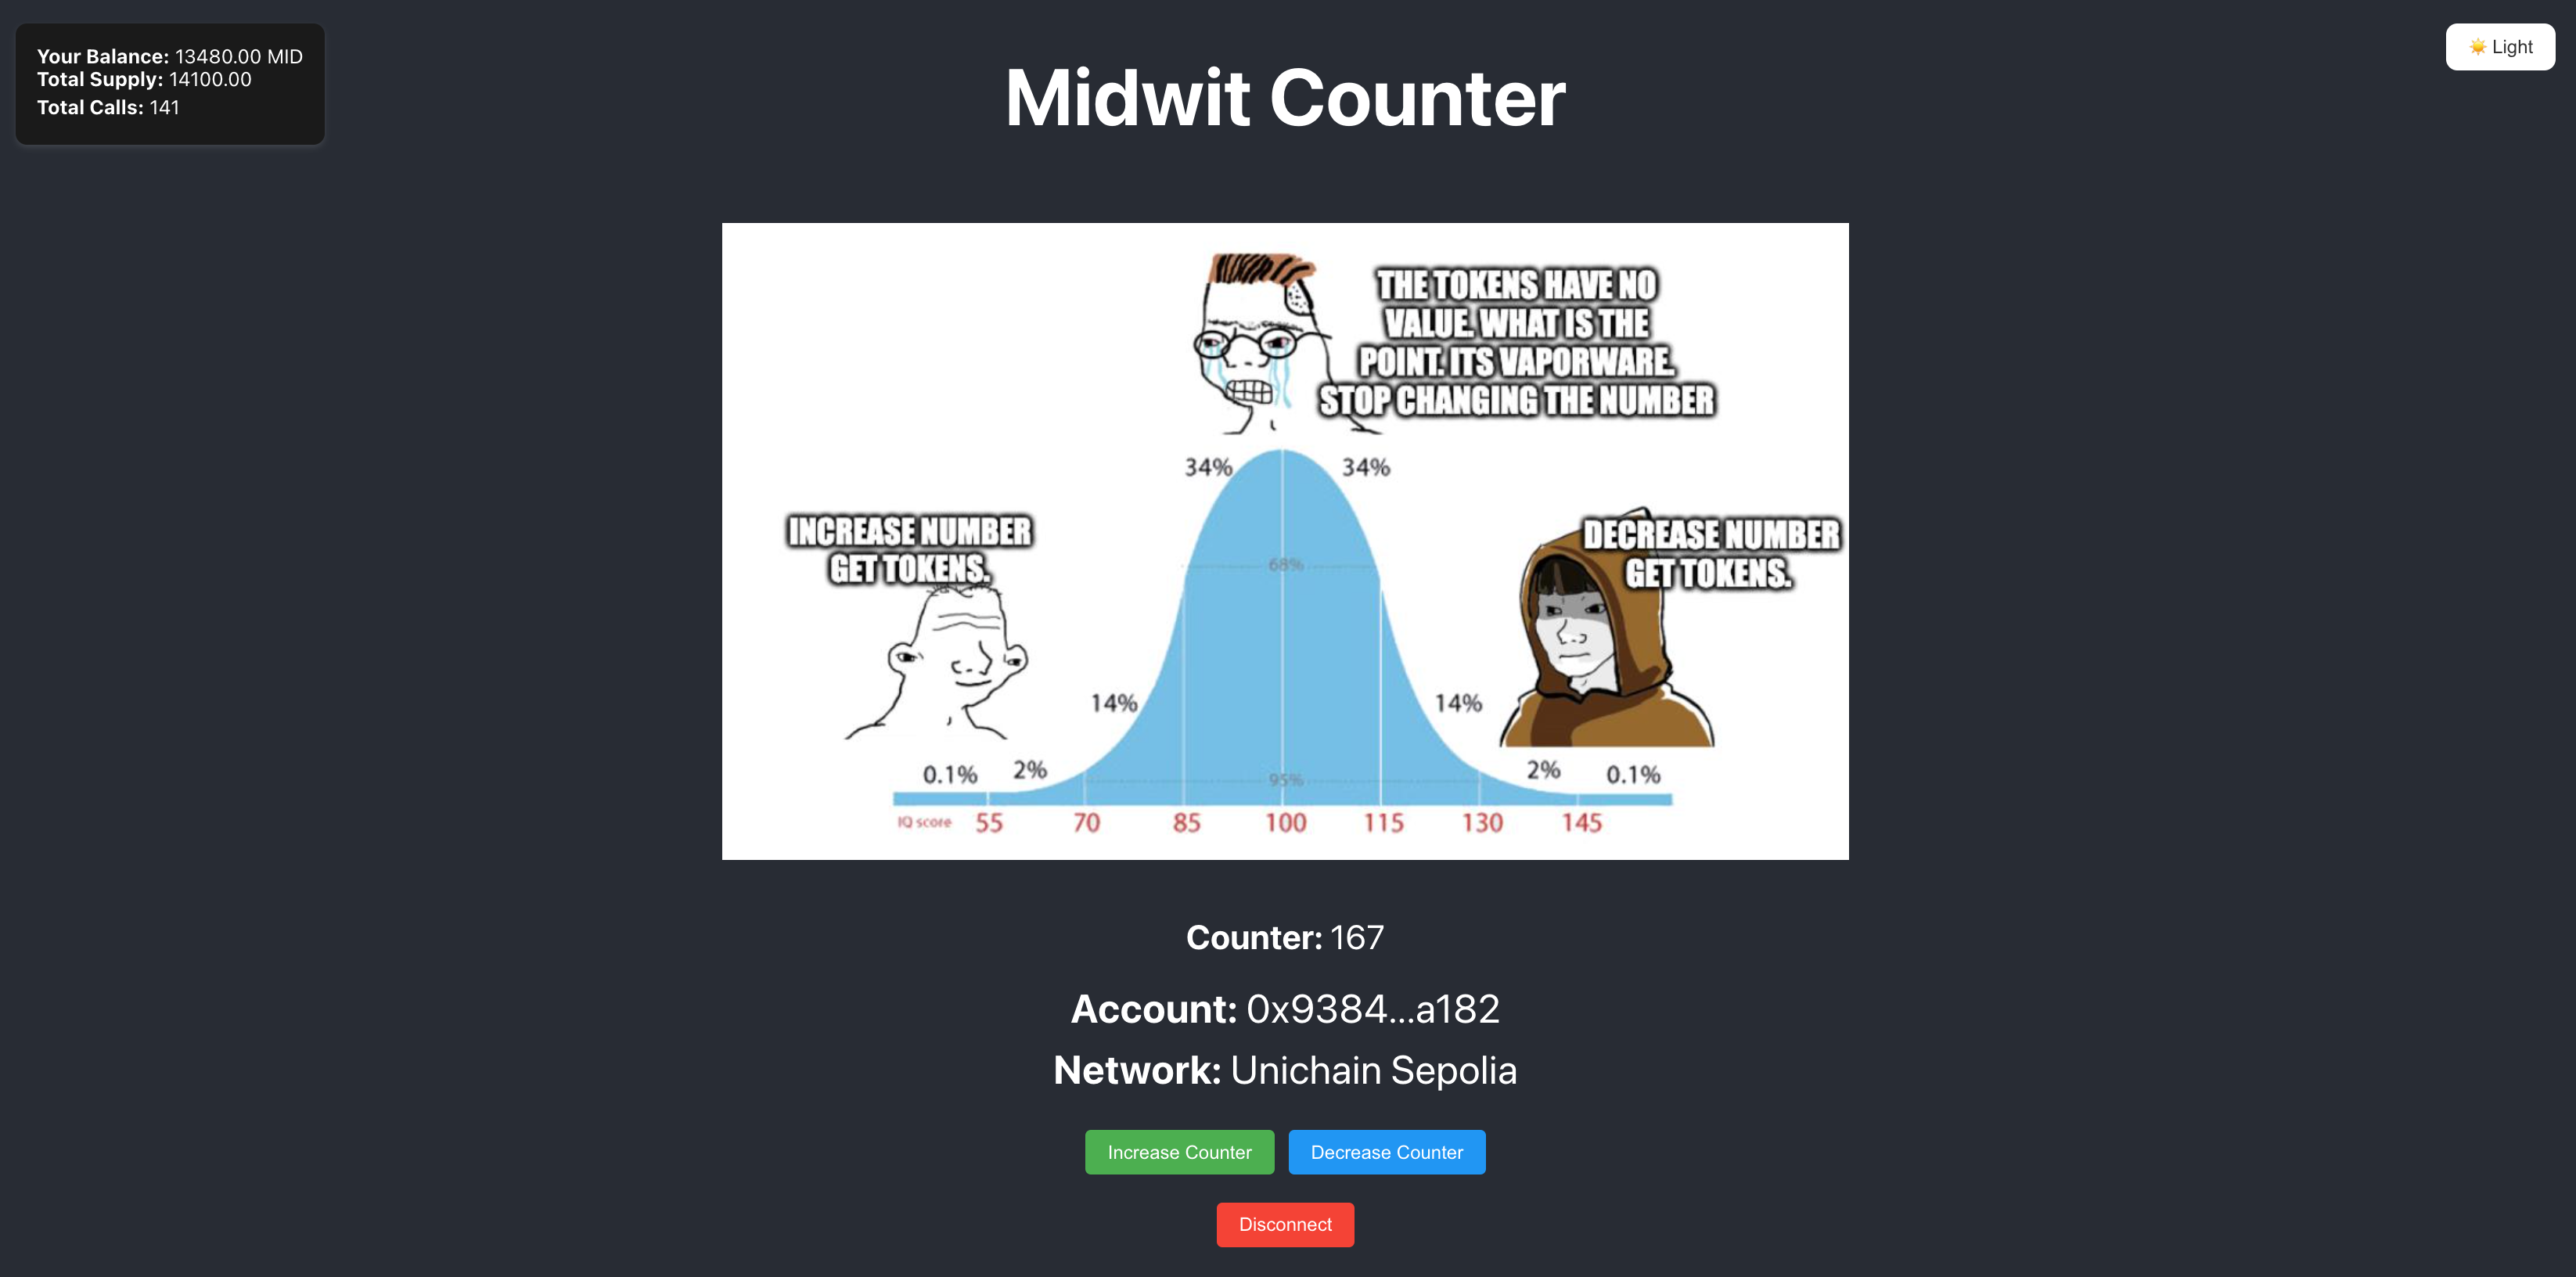 Your Balance: 13480.00 MID
Total Supply: 14100.00
Total Calls: 141
☀️ Light
Midwit Counter
THE TOKENS HAVE NO
VALUE. WHAT IS THE
POINT. ITS VAPORWARE.
STOP CHANGING THE NUMBER
34% 34%
INCREASE NUMBER
GET TOKENS.
DECREASE NUMBER
GET TOKENS.
68%
14% 14%
0.1% 2% 95% 2% 0.1%
IQ score 55 70 85 100 115 130 145
Counter: 167
Account: 0x9384...a182
Network: Unichain Sepolia
Increase Counter Decrease Counter
Disconnect